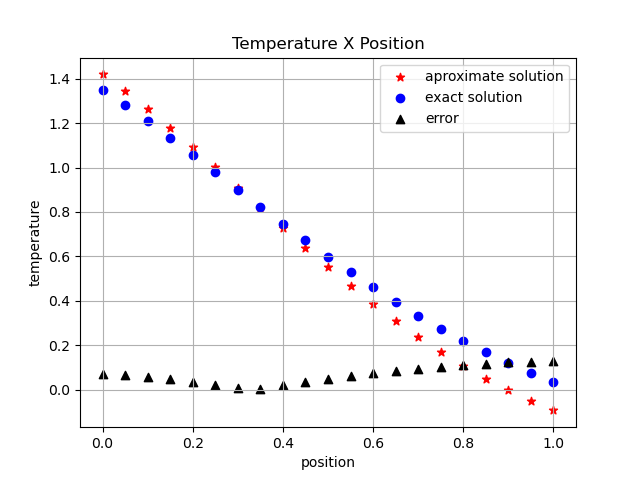 Temperature X Position
aproximate solution
exact solution
error
temperature
1.4
1.2
1.0
0.8
0.6
0.4
0.2
0.0
0.0 0.2 0.4 0.6 0.8 1.0
position